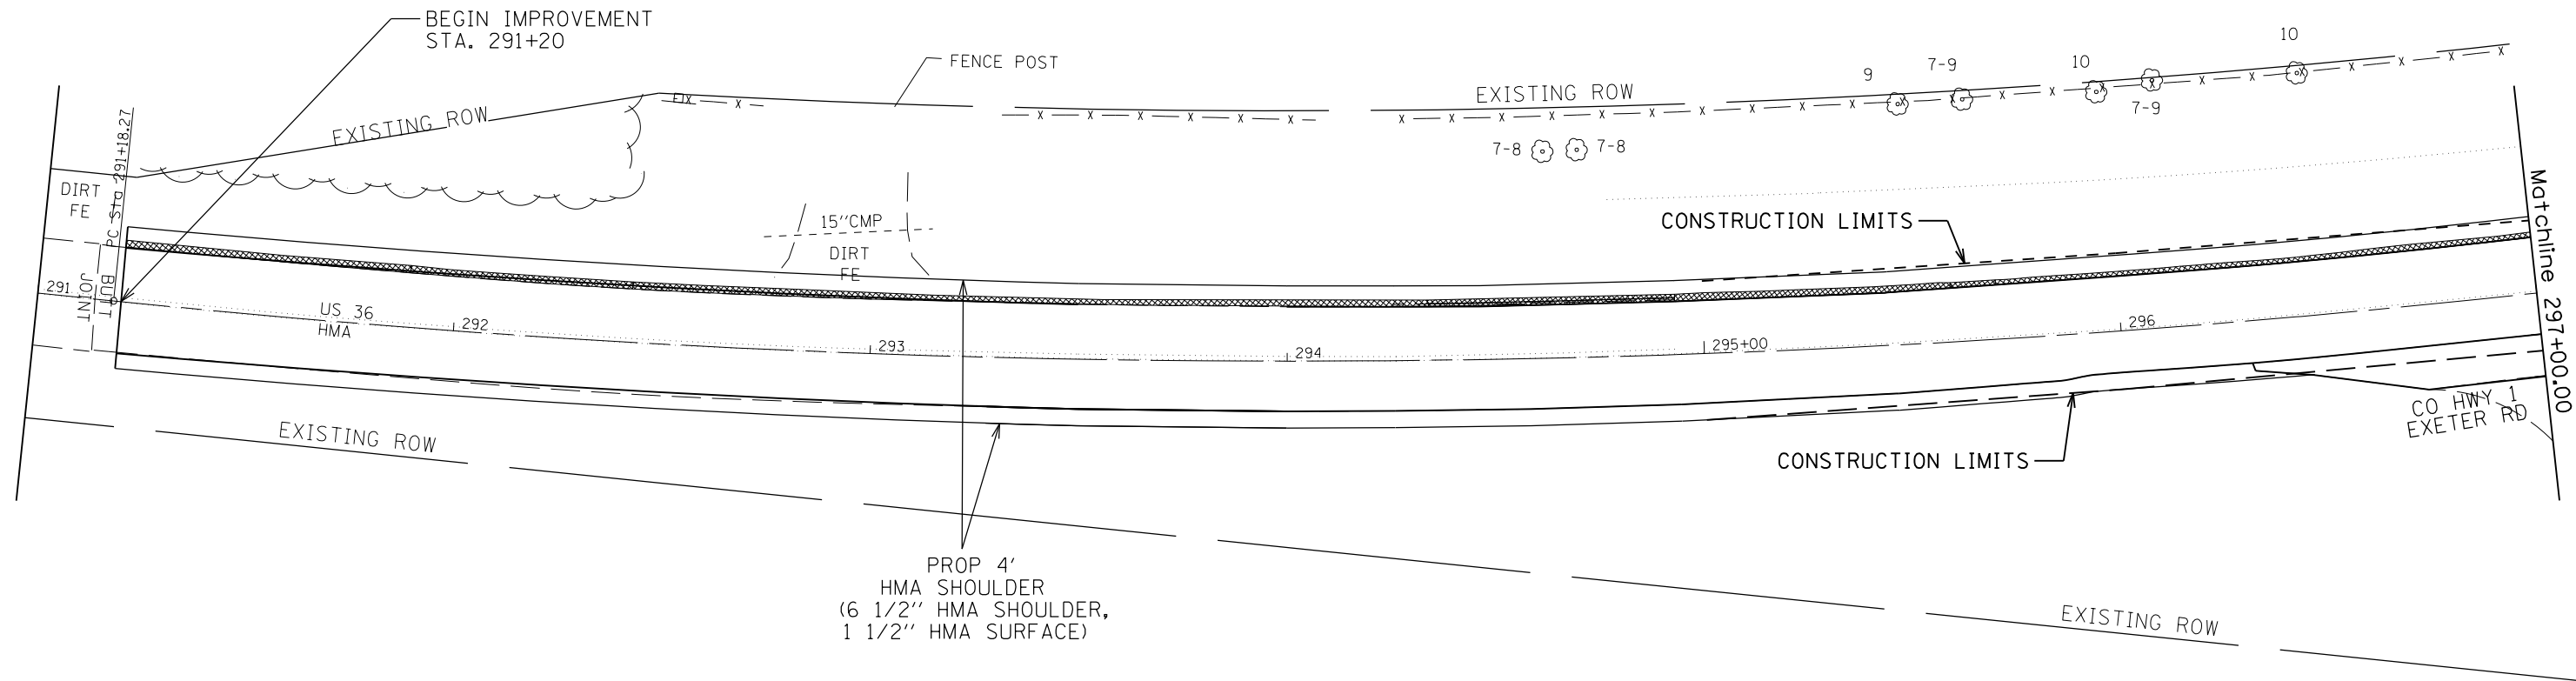 BEGIN IMPROVEMENT
STA. 291+20
FENCE POST
EXISTING ROW
EXISTING ROW
9
7-9
10
7-9
10
7-8
7-8
PC Sta 291+18.27
DIRT
FE
15''CMP
DIRT
FE
CONSTRUCTION LIMITS
Matchline 297+00.00
BUTT
JOINT
291
US 36
HMA
292
293
294
295+00
296
EXISTING ROW
CO HWY 1
EXETER RD
CONSTRUCTION LIMITS
PROP 4'
HMA SHOULDER
(6 1/2'' HMA SHOULDER,
1 1/2'' HMA SURFACE)
EXISTING ROW